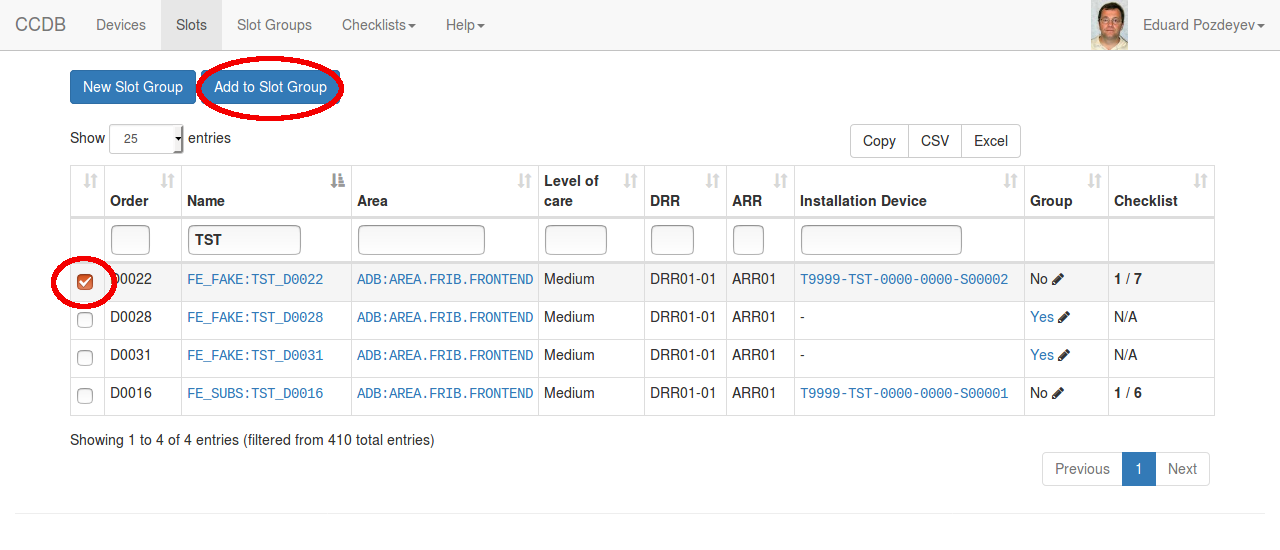 CCDB Devices Slots Slot Groups Checklists Help Eduard Pozdeyev
New Slot Group Add to Slot Group
Show 25 entries Copy CSV Excel
Order Name Area Level of care DRR ARR Installation Device Group Checklist
TST
D0022 FE_FAKE:TST_D0022 ADB:AREA.FRIB.FRONTEND Medium DRR01-01 ARR01 T9999-TST-0000-0000-S00002 No 1 / 7
D0028 FE_FAKE:TST_D0028 ADB:AREA.FRIB.FRONTEND Medium DRR01-01 ARR01 - Yes N/A
D0031 FE_FAKE:TST_D0031 ADB:AREA.FRIB.FRONTEND Medium DRR01-01 ARR01 - Yes N/A
D0016 FE_SUBS:TST_D0016 ADB:AREA.FRIB.FRONTEND Medium DRR01-01 ARR01 T9999-TST-0000-0000-S00001 No 1 / 6
Showing 1 to 4 of 4 entries (filtered from 410 total entries)
Previous 1 Next